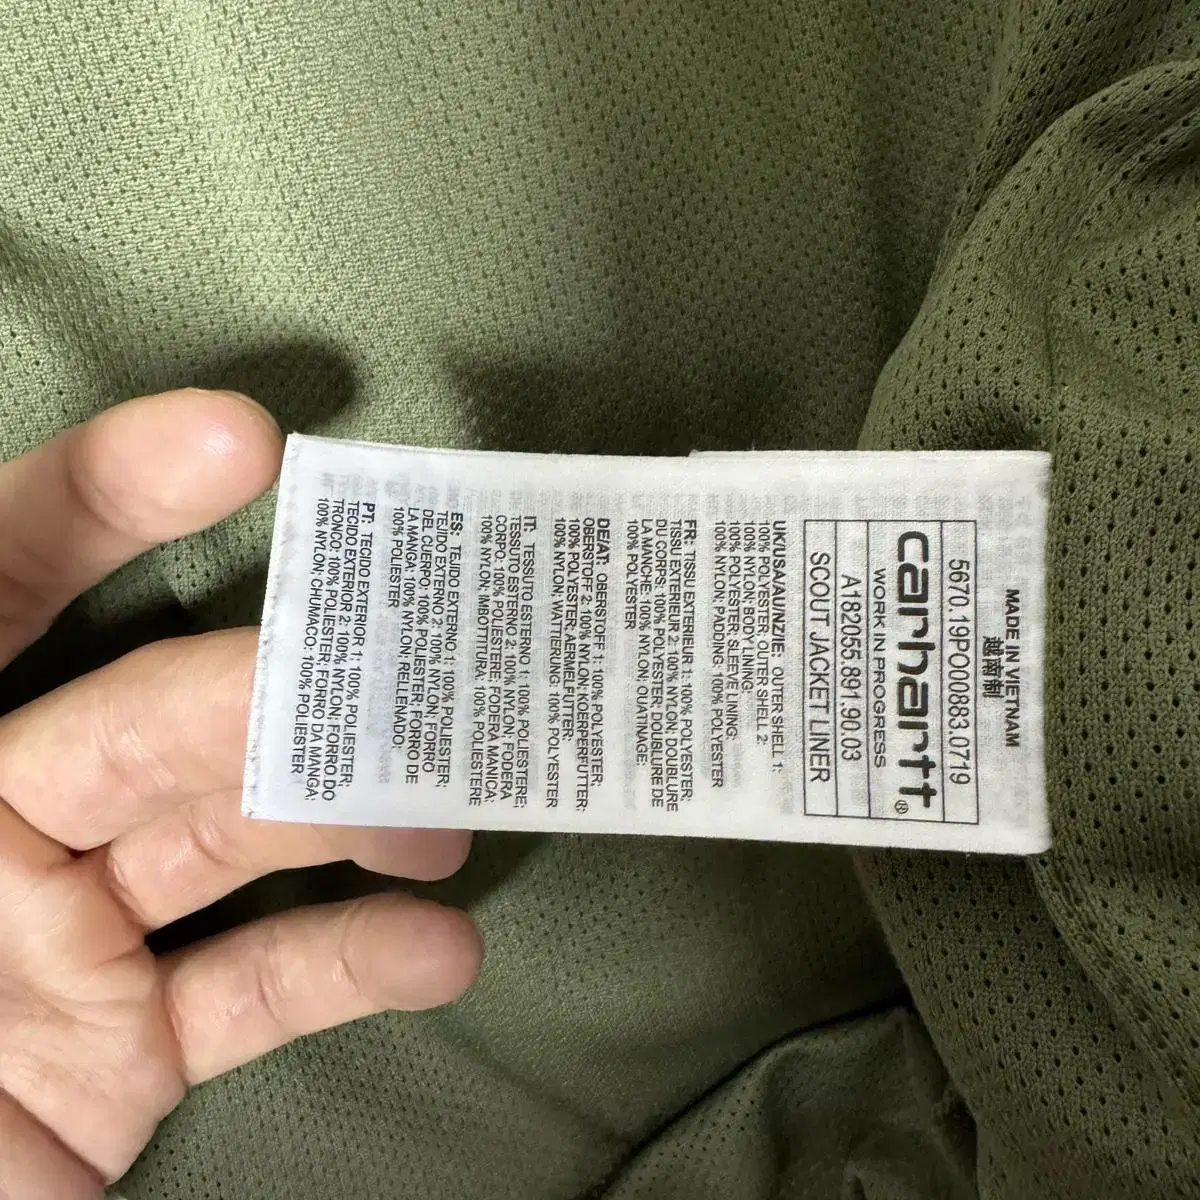 MADE IN VIETNAM
越南制
5670.19PO00883.0719
carhartt®
WORK IN PROGRESS
A182055.891.90.03
SCOUT JACKET LINER
UK/USA/AU/NZ/IE: OUTER SHELL 1:
100% POLYESTER; OUTER SHELL 2:
100% NYLON; BODY LINING:
100% POLYESTER; SLEEVE LINING:
100% NYLON; PADDING: 100% POLYESTER
FR: TISSU EXTERIEUR 1: 100% POLYESTER;
TISSU EXTERIEUR 2: 100% NYLON; DOUBLURE
DU CORPS: 100% POLYESTER; DOUBLURE DE
LA MANCHE: 100% NYLON; OUATINAGE:
100% POLYESTER
DE/AT: OBERSTOFF 1: 100% POLYESTER;
OBERSTOFF 2: 100% NYLON; KOERPERFUTTER:
100% POLYESTER; AERMELFUTTER:
100% NYLON; WATTIERUNG: 100% POLYESTER
IT: TESSUTO ESTERNO 1: 100% POLIESTERE;
TESSUTO ESTERNO 2: 100% NYLON; FODERA
CORPO: 100% POLIESTERE; FODERA MANICA:
100% NYLON; IMBOTTITURA: 100% POLIESTERE
ES: TEJIDO EXTERNO 1: 100% POLIESTER;
TEJIDO EXTERNO 2: 100% NYLON; FORRO
DEL CUERPO: 100% POLIESTER; FORRO DE
LA MANGA: 100% NYLON; RELLENADO:
100% POLIESTER
PT: TECIDO EXTERIOR 1: 100% POLIESTER;
TECIDO EXTERIOR 2: 100% NYLON; FORRO DO
TRONCO: 100% POLIESTER; FORRO DA MANGA:
100% NYLON; CHUMACO: 100% POLIESTER